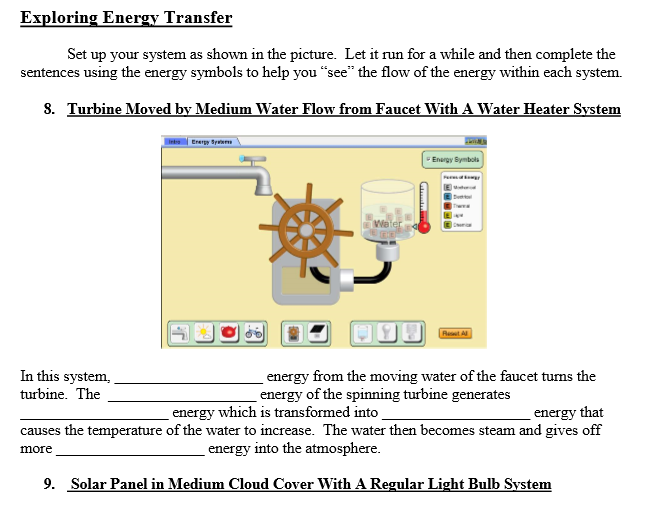 Exploring Energy Transfer
Set up your system as shown in the picture. Let it run for a while and then complete the
sentences using the energy symbols to help you “see” the flow of the energy within each system.
8. Turbine Moved by Medium Water Flow from Faucet With A Water Heater System
Intro Energy Systems
Energy Symbols
Forms of Energy
E Mechanical
E Electrical
E Thermal
E Light
E Chemical
Water
Reset All
In this system, ____________________ energy from the moving water of the faucet turns the
turbine. The ____________________ energy of the spinning turbine generates
____________________ energy which is transformed into ____________________ energy that
causes the temperature of the water to increase. The water then becomes steam and gives off
more ____________________ energy into the atmosphere.
9. Solar Panel in Medium Cloud Cover With A Regular Light Bulb System